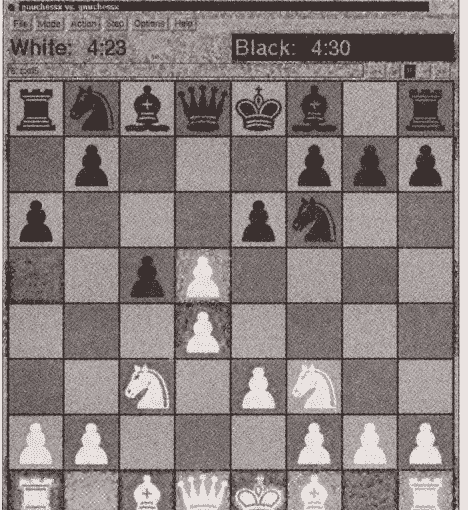 gnuchessx vs. gnuchessx
File Mode Action Step Options Help
White: 4:23 Black: 4:30